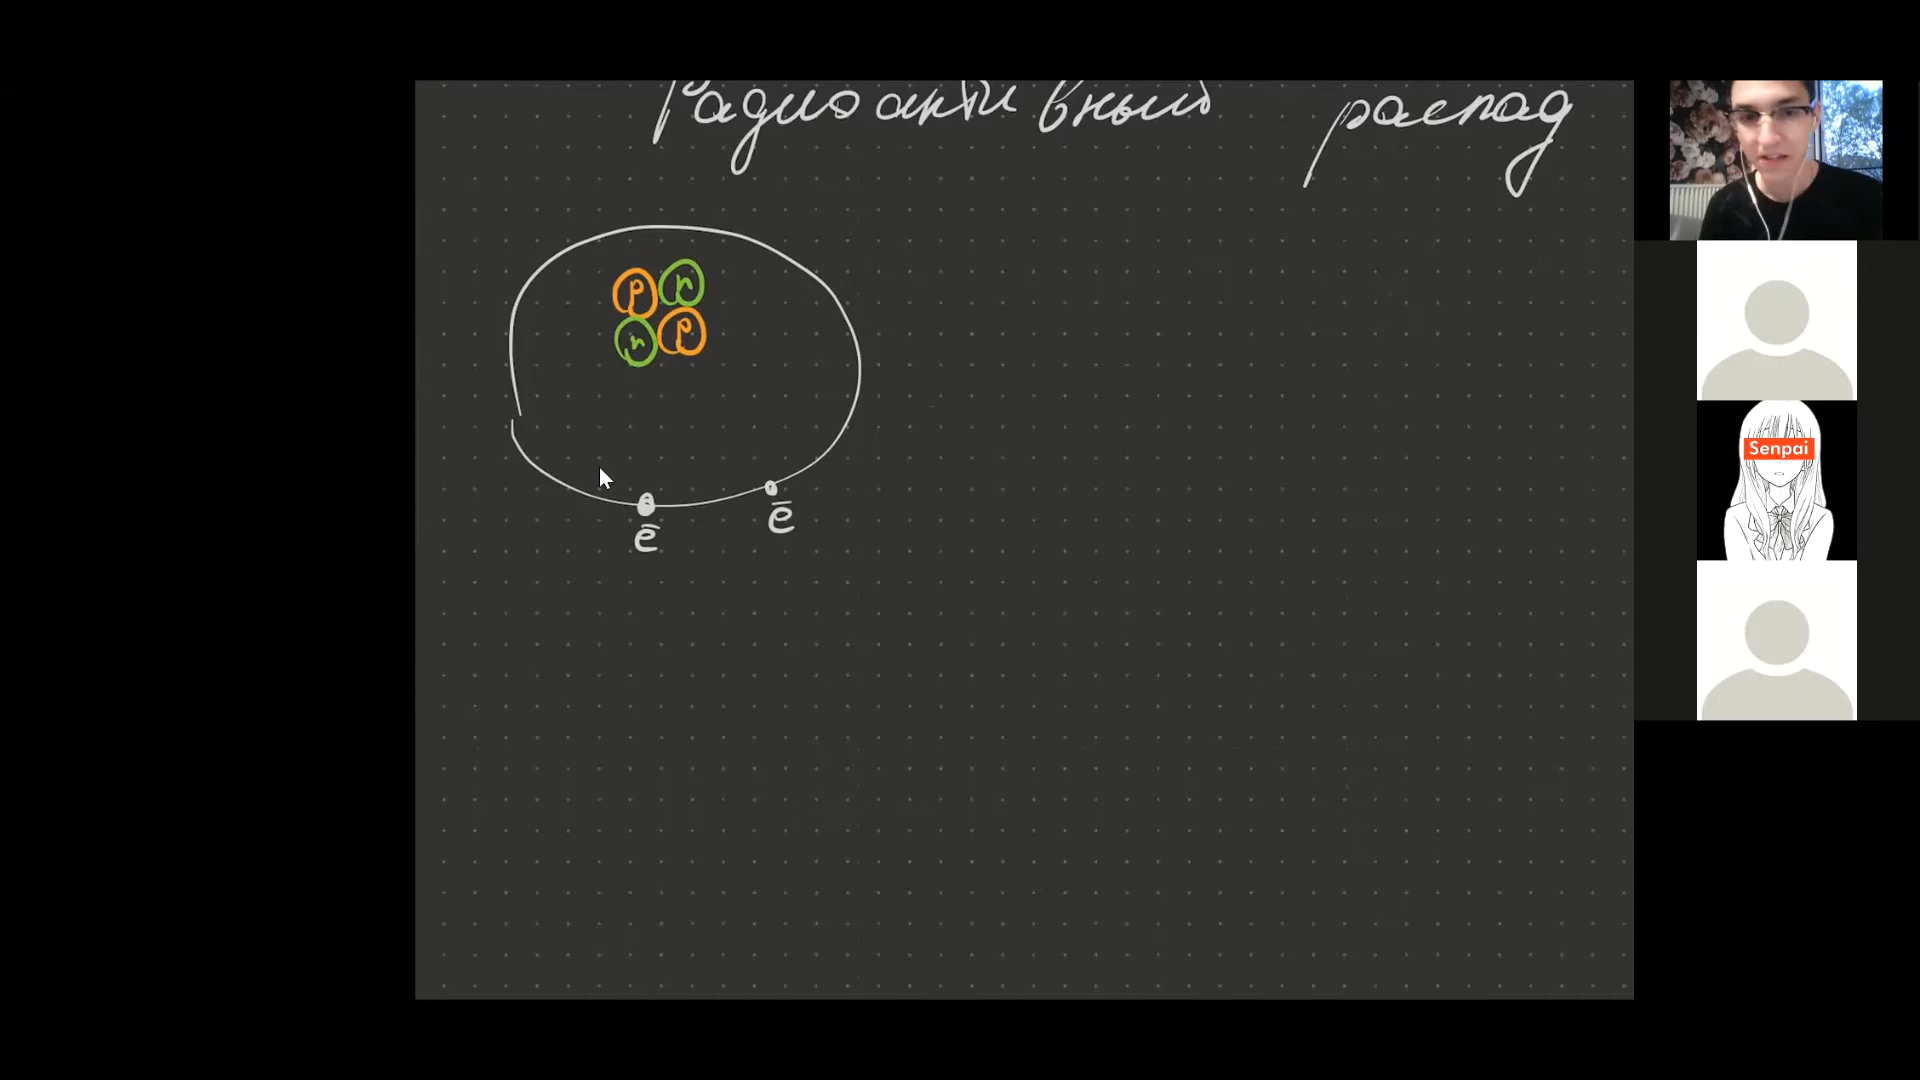 Радиоактивный распад
p n
n p
ē
ē
Senpai